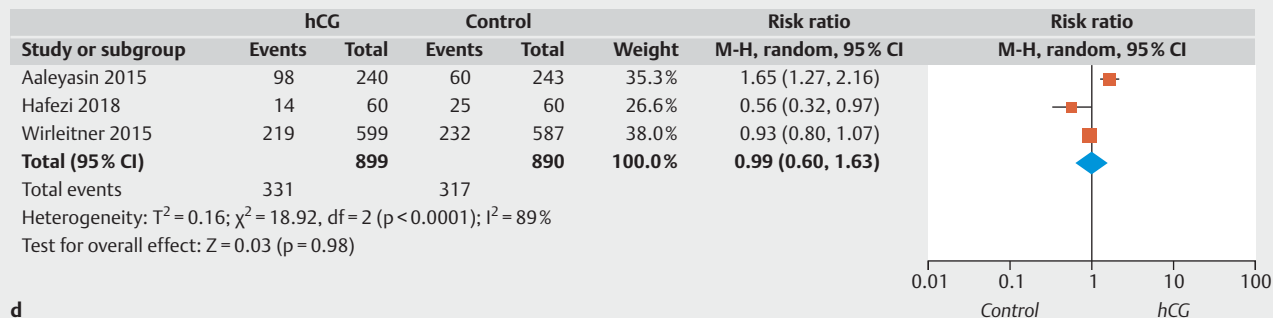 hCG Control Risk ratio Risk ratio
Study or subgroup Events Total Events Total Weight M-H, random, 95% CI M-H, random, 95% CI
Aaleyasin 2015 98 240 60 243 35.3% 1.65 (1.27, 2.16)
Hafezi 2018 14 60 25 60 26.6% 0.56 (0.32, 0.97)
Wirleitner 2015 219 599 232 587 38.0% 0.93 (0.80, 1.07)
Total (95% CI) 899 890 100.0% 0.99 (0.60, 1.63)
Total events 331 317
Heterogeneity: T² = 0.16; χ² = 18.92, df = 2 (p < 0.0001); I² = 89%
Test for overall effect: Z = 0.03 (p = 0.98)
0.01 0.1 1 10 100
d Control hCG